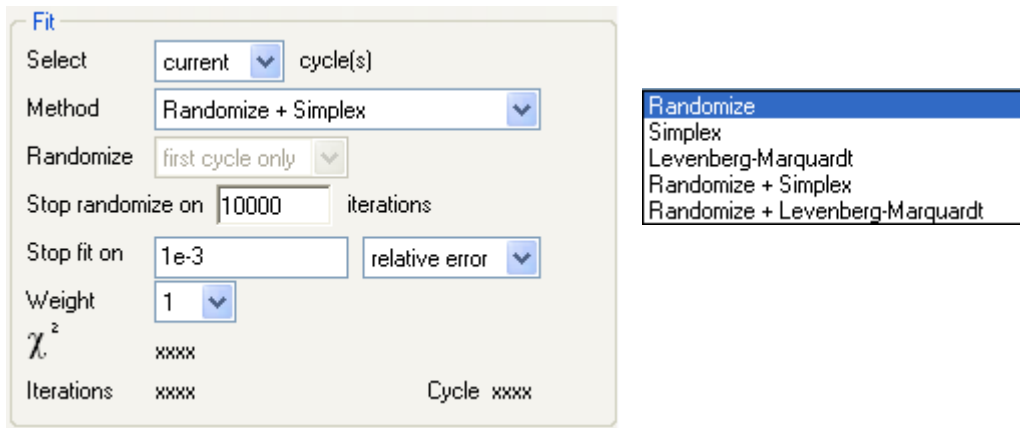 Fit
Select current cycle(s)
Method Randomize + Simplex
Randomize first cycle only
Stop randomize on 10000 iterations
Stop fit on 1e-3 relative error
Weight 1
χ²
xxxx
Iterations xxxx Cycle xxxx
Randomize
Simplex
Levenberg-Marquardt
Randomize + Simplex
Randomize + Levenberg-Marquardt